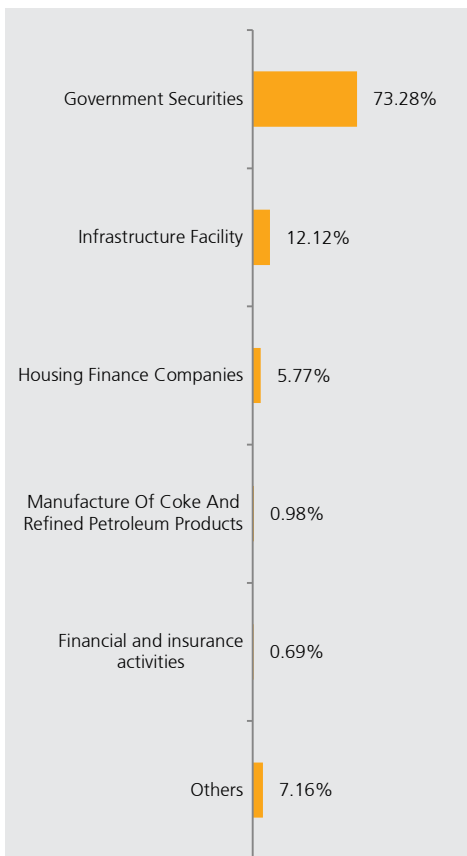 Government Securities 73.28%
Infrastructure Facility 12.12%
Housing Finance Companies 5.77%
Manufacture Of Coke And
Refined Petroleum Products 0.98%
Financial and insurance
activities 0.69%
Others 7.16%